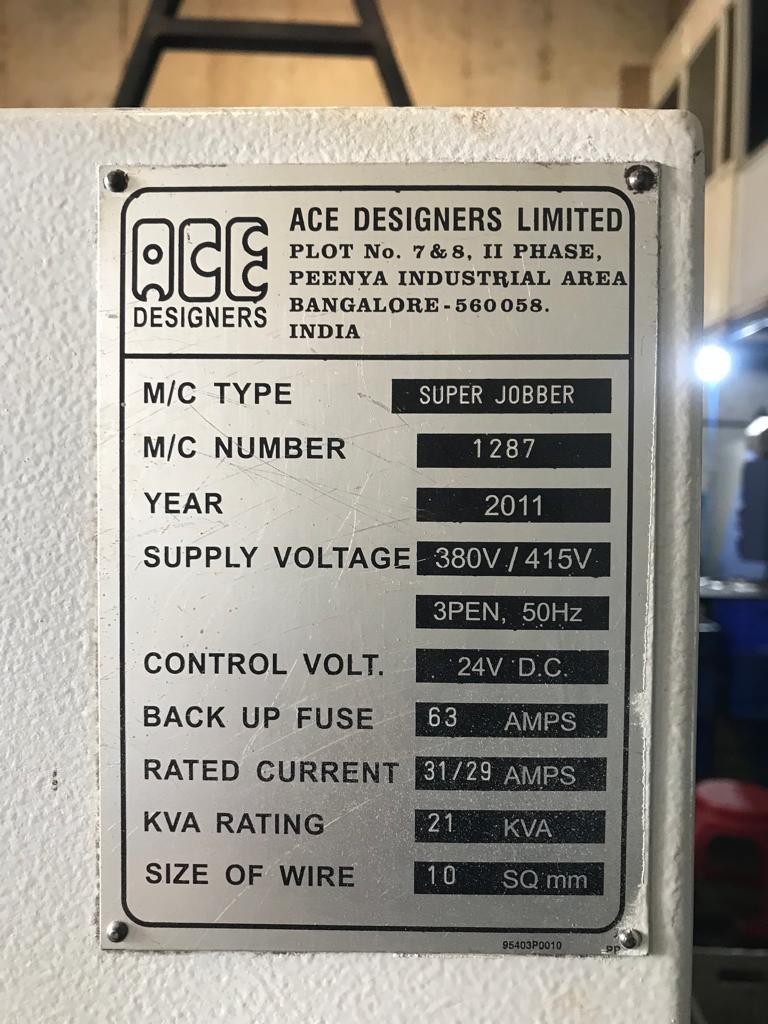 ACE
DESIGNERS
ACE DESIGNERS LIMITED
PLOT No. 7 & 8, II PHASE,
PEENYA INDUSTRIAL AREA
BANGALORE - 560058.
INDIA
M/C TYPE SUPER JOBBER
M/C NUMBER 1287
YEAR 2011
SUPPLY VOLTAGE 380V / 415V
3PEN, 50Hz
CONTROL VOLT. 24V D.C.
BACK UP FUSE 63 AMPS
RATED CURRENT 31/29 AMPS
KVA RATING 21 KVA
SIZE OF WIRE 10 SQ mm
95403P0010